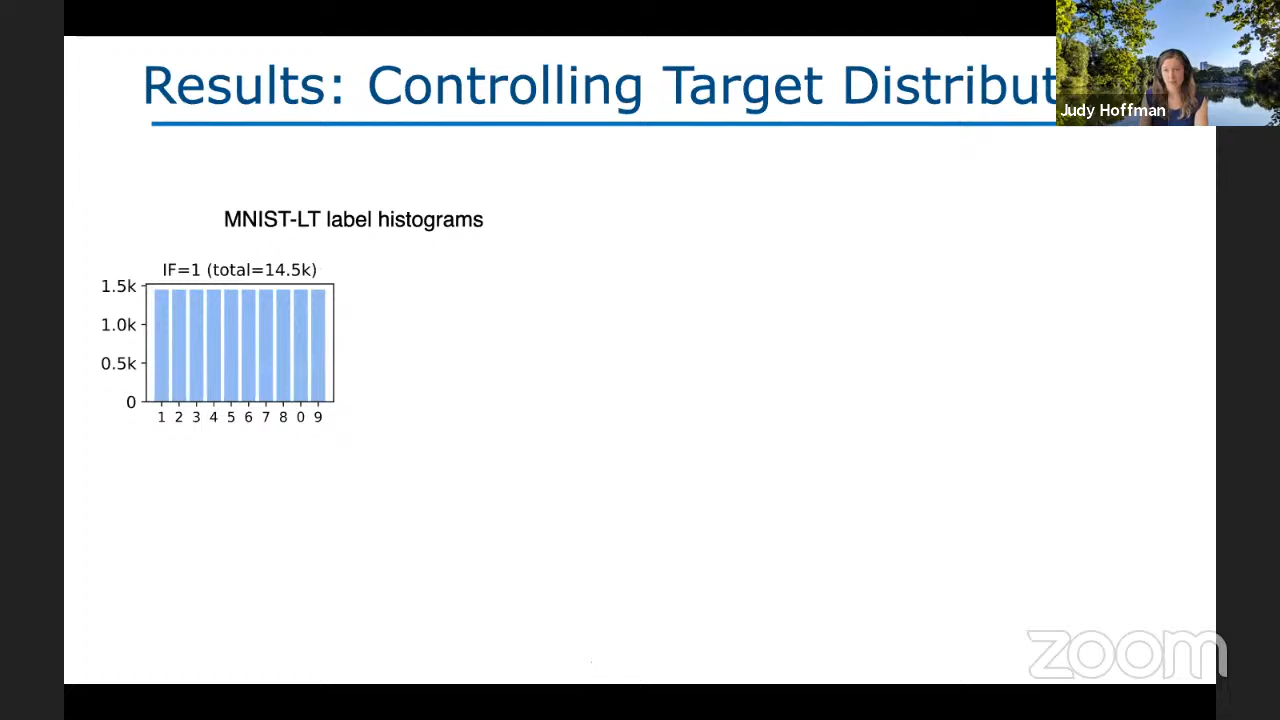 Results: Controlling Target Distribut
Judy Hoffman
MNIST-LT label histograms
IF=1 (total=14.5k)
1.5k
1.0k
0.5k
0
1 2 3 4 5 6 7 8 0 9
zoom